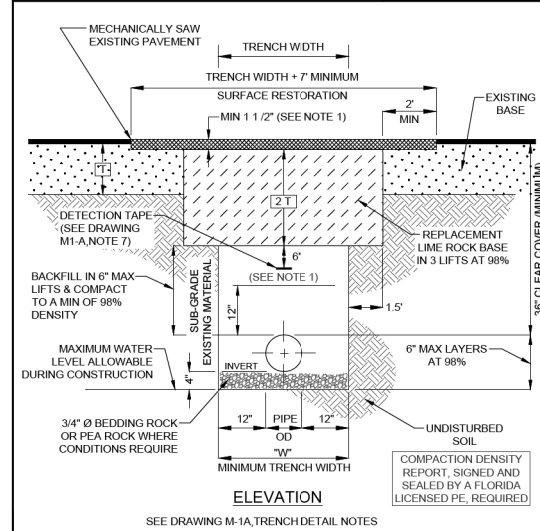 MECHANICALLY SAW
EXISTING PAVEMENT
TRENCH WIDTH
TRENCH WIDTH + 7' MINIMUM
SURFACE RESTORATION
MIN 1 1/2" (SEE NOTE 1)
2'
MIN
EXISTING
BASE
"T"
2 T
DETECTION TAPE
(SEE DRAWING
M1-A,NOTE 7)
6'
(SEE NOTE 1)
REPLACEMENT
LIME ROCK BASE
IN 3 LIFTS AT 98%
36" CLEAR COVER (MINIMUM)
BACKFILL IN 6" MAX
LIFTS & COMPACT
TO A MIN OF 98%
DENSITY
SUB-GRADE
EXISTING MATERIAL
12"
1.5'
MAXIMUM WATER
LEVEL ALLOWABLE
DURING CONSTRUCTION
4"
INVERT
6" MAX LAYERS
AT 98%
3/4" Ø BEDDING ROCK
OR PEA ROCK WHERE
CONDITIONS REQUIRE
12"
PIPE
12"
OD
"W"
MINIMUM TRENCH WIDTH
UNDISTURBED
SOIL
COMPACTION DENSITY
REPORT, SIGNED AND
SEALED BY A FLORIDA
LICENSED PE, REQUIRED
ELEVATION
SEE DRAWING M-1A,TRENCH DETAIL NOTES